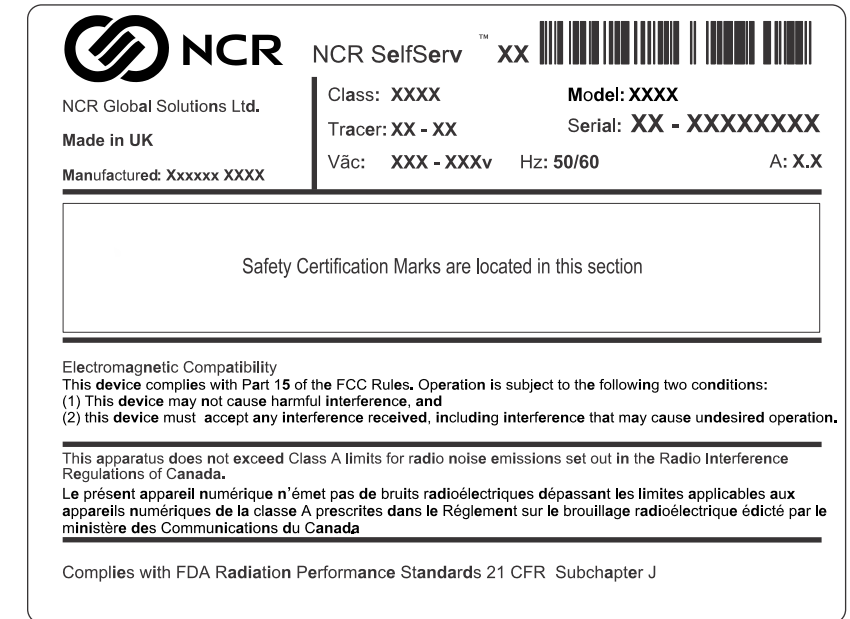 NCR
NCR SelfServ ™ XX
NCR Global Solutions Ltd.
Made in UK
Manufactured: Xxxxxx XXXX
Class: XXXX
Model: XXXX
Tracer: XX - XX
Serial: XX - XXXXXXXX
Vãc: XXX - XXXv Hz: 50/60 A: X.X
Safety Certification Marks are located in this section
Electromagnetic Compatibility
This device complies with Part 15 of the FCC Rules. Operation is subject to the following two conditions:
(1) This device may not cause harmful interference, and
(2) this device must accept any interference received, including interference that may cause undesired operation.
This apparatus does not exceed Class A limits for radio noise emissions set out in the Radio Interference
Regulations of Canada.
Le présent appareil numérique n'émet pas de bruits radioélectriques dépassant les limites applicables aux
appareils numériques de la classe A prescrites dans le Réglement sur le brouillage radioélectrique édicté par le
ministère des Communications du Canada
Complies with FDA Radiation Performance Standards 21 CFR Subchapter J